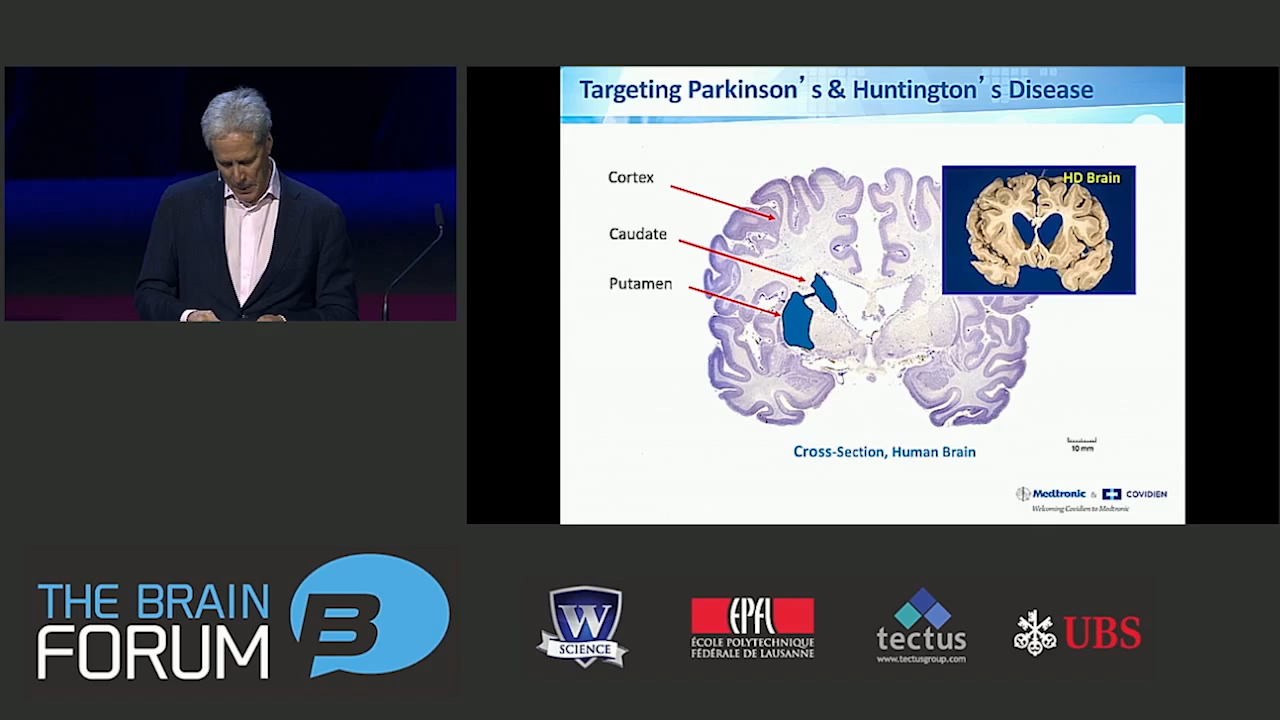 Targeting Parkinson’s & Huntington’s Disease
Cortex
Caudate
Putamen
HD Brain
10 mm
Cross-Section, Human Brain
Medtronic & COVIDIEN
Welcoming Covidien to Medtronic
THE BRAIN
FORUM
B
W
SCIENCE
EPFL
ÉCOLE POLYTECHNIQUE
FÉDÉRALE DE LAUSANNE
tectus
www.tectusgroup.com
UBS